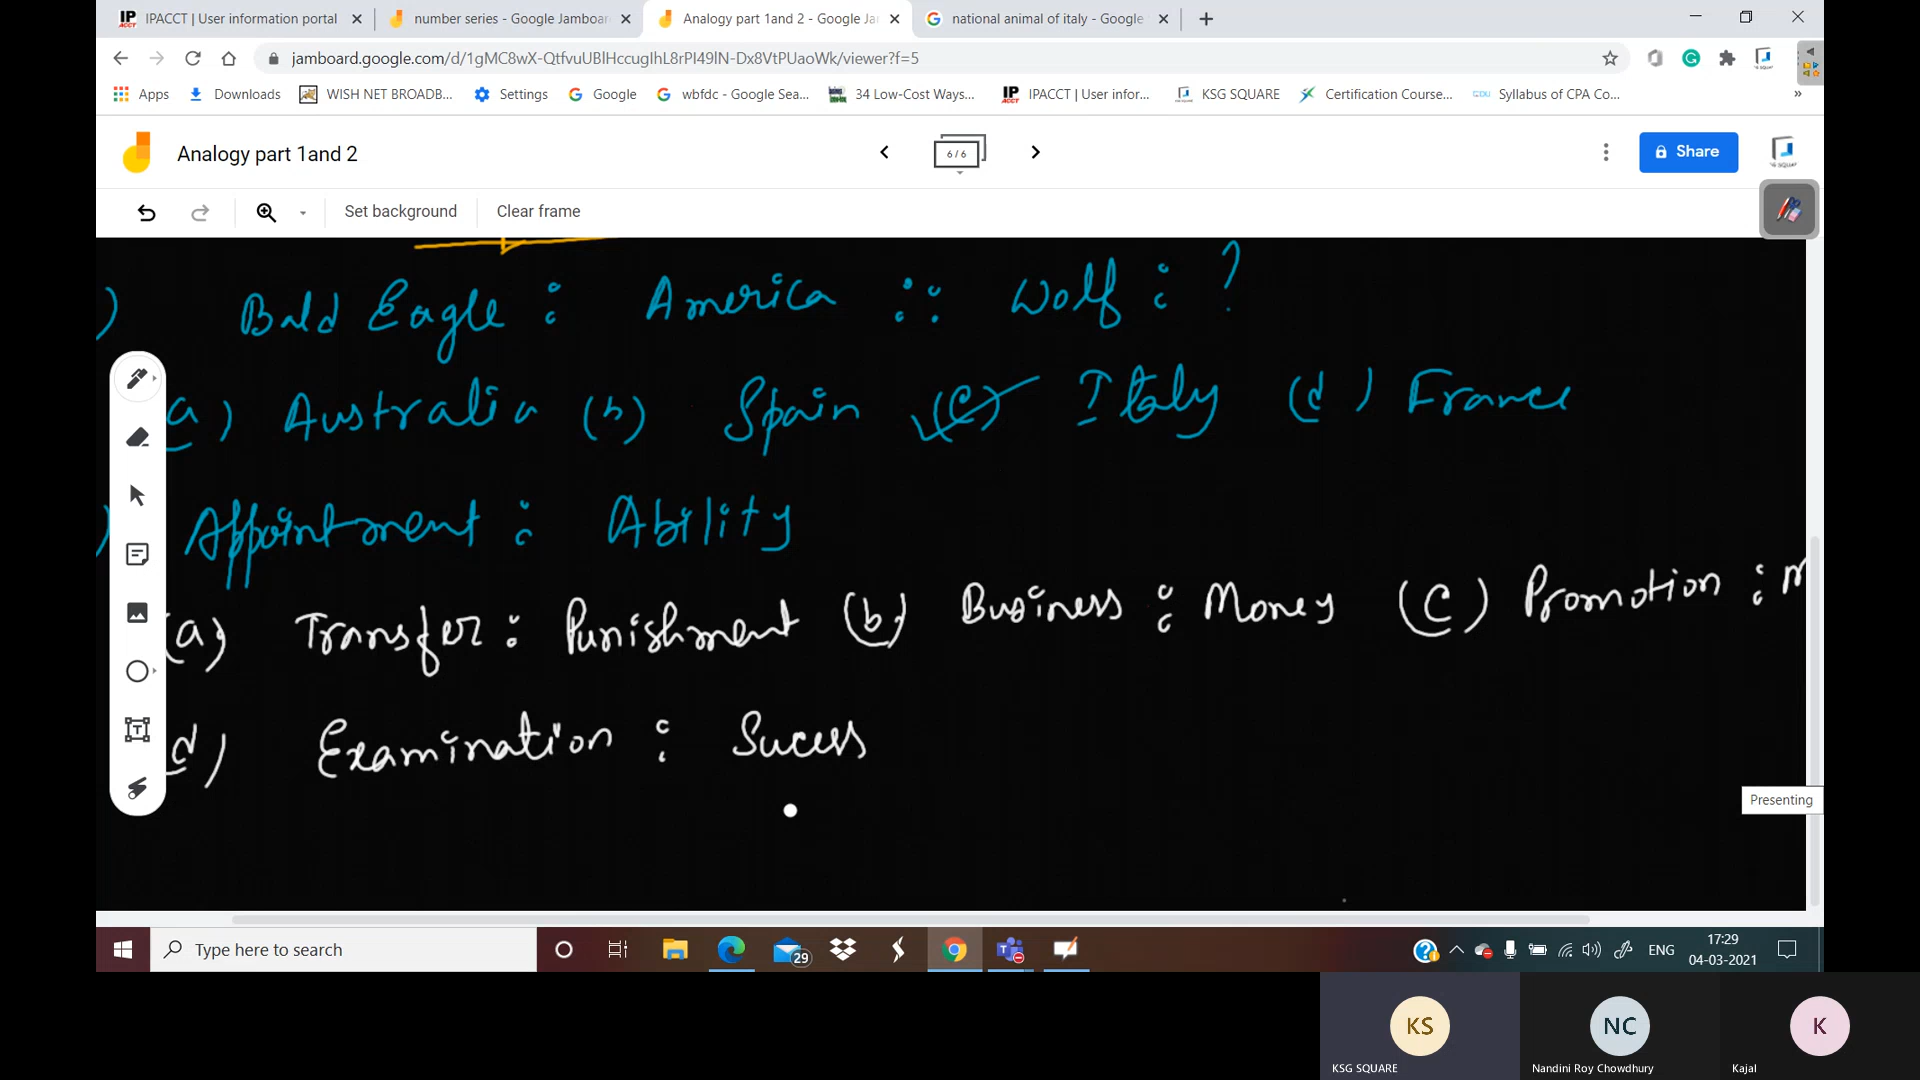 IPACCT | User information portal number series - Google Jamboar Analogy part 1and 2 - Google Ja national animal of italy - Google
jamboard.google.com/d/1gMC8wX-QtfvuUBlHccugIhL8rPI49lN-Dx8VtPUaoWk/viewer?f=5
Apps Downloads WISH NET BROADB... Settings Google wbfdc - Google Sea... 34 Low-Cost Ways... IPACCT | User infor... KSG SQUARE Certification Course... Syllabus of CPA Co... »
Analogy part 1and 2 6 / 6 Share
Set background Clear frame
) Bald Eagle : America :: Wolf : ?
a) Australia (b) Spain (c) Italy (d) France
) Appointment : Ability
(a) Transfer : Punishment (b) Business : Money (C) Promotion : M
d) Examination : Sucess
Presenting
Type here to search 29 ENG 17:29
04-03-2021
KS NC K
KSG SQUARE Nandini Roy Chowdhury Kajal